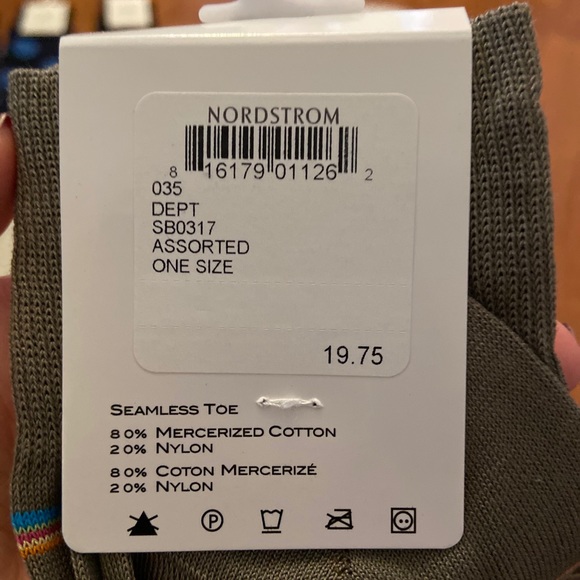 NORDSTROM
8 16179 01126 2
035
DEPT
SB0317
ASSORTED
ONE SIZE
19.75
SEAMLESS TOE
80% MERCERIZED COTTON
20% NYLON
80% COTON MERCERIZÉ
20% NYLON
P